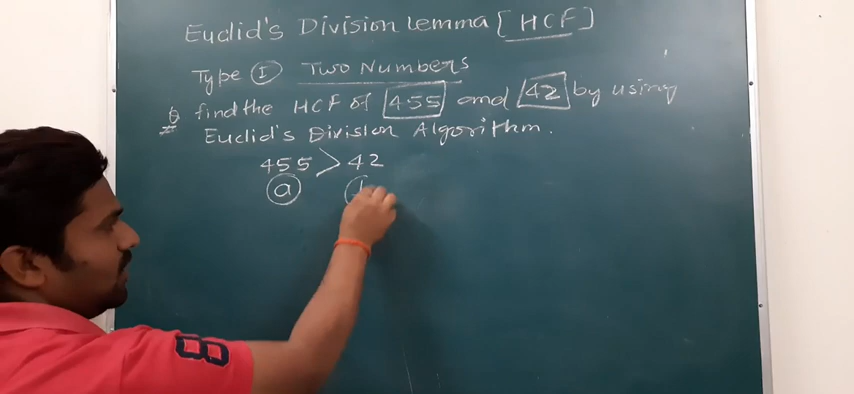 Euclid's Division Lemma [HCF]
Type I Two Numbers
Q find the HCF of 455 and 42 by using
Euclid's Division Algorithm.
455 > 42
a
8